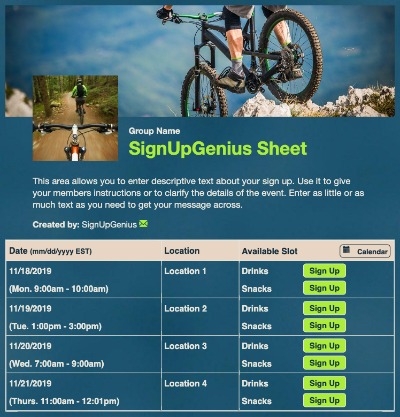 Group Name
SignUpGenius Sheet
This area allows you to enter descriptive text about your sign up. Use it to give
your members instructions or to clarify the details of the event. Enter as little or as
much text as you need to get your message across.
Created by: SignUpGenius
Date (mm/dd/yyyy EST) Location Available Slot Calendar
11/18/2019 Location 1 Drinks Sign Up
(Mon. 9:00am - 10:00am) Snacks Sign Up
11/19/2019 Location 2 Drinks Sign Up
(Tue. 1:00pm - 3:00pm) Snacks Sign Up
11/20/2019 Location 3 Drinks Sign Up
(Wed. 7:00am - 9:00am) Snacks Sign Up
11/21/2019 Location 4 Drinks Sign Up
(Thurs. 11:00am - 12:01pm) Snacks Sign Up